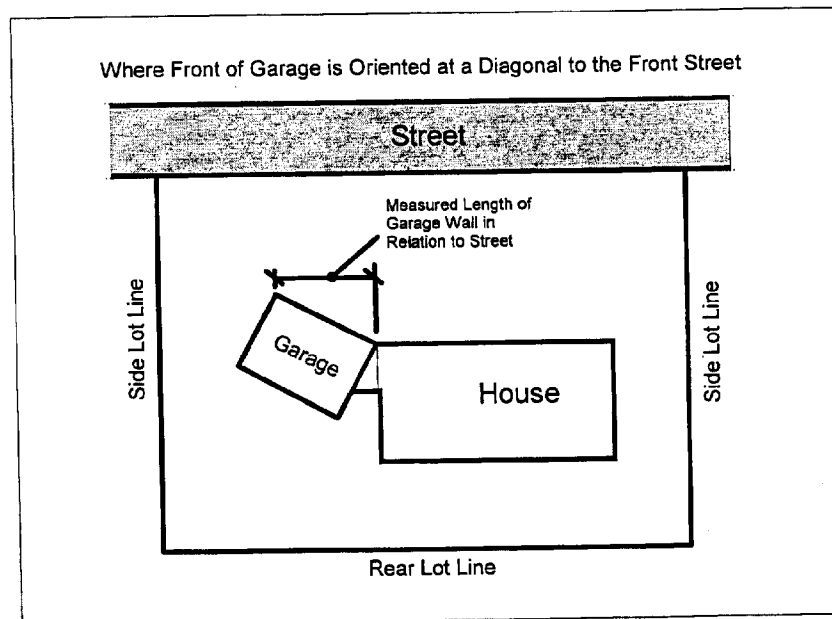 Where Front of Garage is Oriented at a Diagonal to the Front Street
Street
Measured Length of
Garage Wall in
Relation to Street
Side Lot Line
Garage
House
Side Lot Line
Rear Lot Line